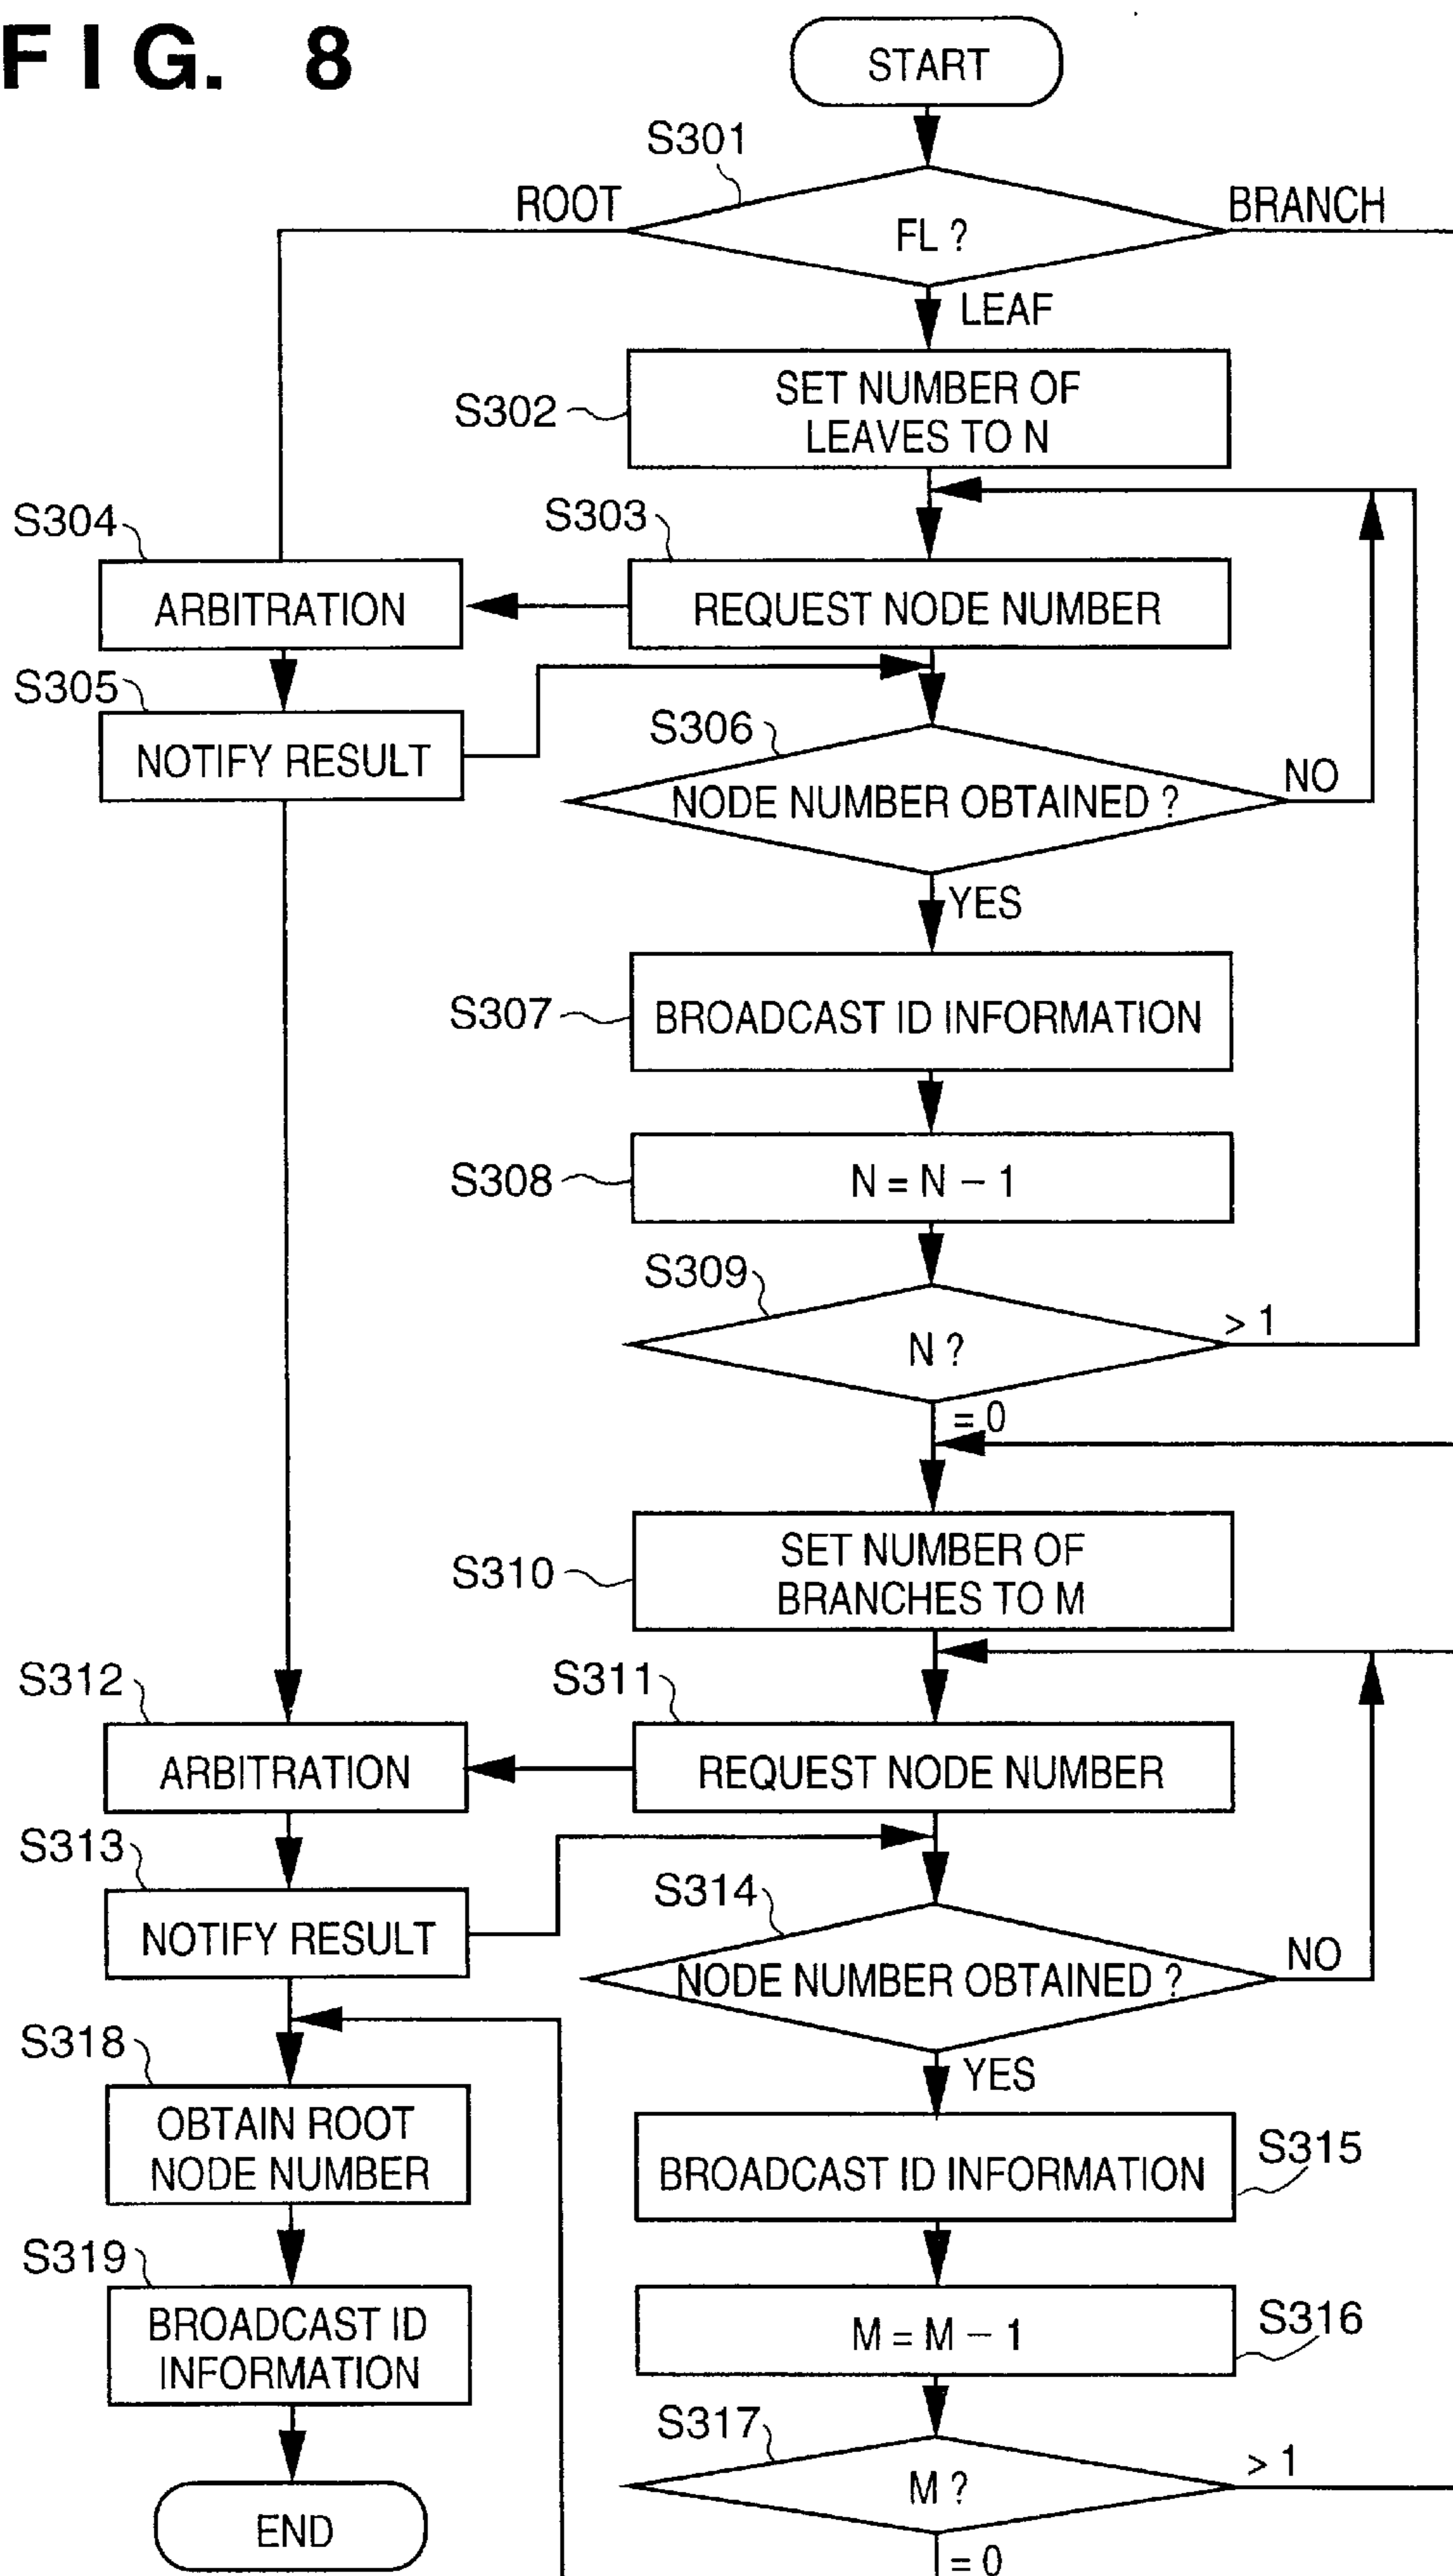 FIG. 8
START
S301
ROOT
BRANCH
FL ?
LEAF
S302
SET NUMBER OF
LEAVES TO N
S304
S303
ARBITRATION
REQUEST NODE NUMBER
S305
NOTIFY RESULT
S306
NODE NUMBER OBTAINED ?
NO
YES
S307
BROADCAST ID INFORMATION
S308
N = N − 1
S309
N ?
> 1
= 0
S310
SET NUMBER OF
BRANCHES TO M
S312
S311
ARBITRATION
REQUEST NODE NUMBER
S313
NOTIFY RESULT
S314
NODE NUMBER OBTAINED ?
NO
YES
S318
OBTAIN ROOT
NODE NUMBER
BROADCAST ID INFORMATION
S315
S319
BROADCAST ID
INFORMATION
M = M − 1
S316
S317
M ?
> 1
= 0
END